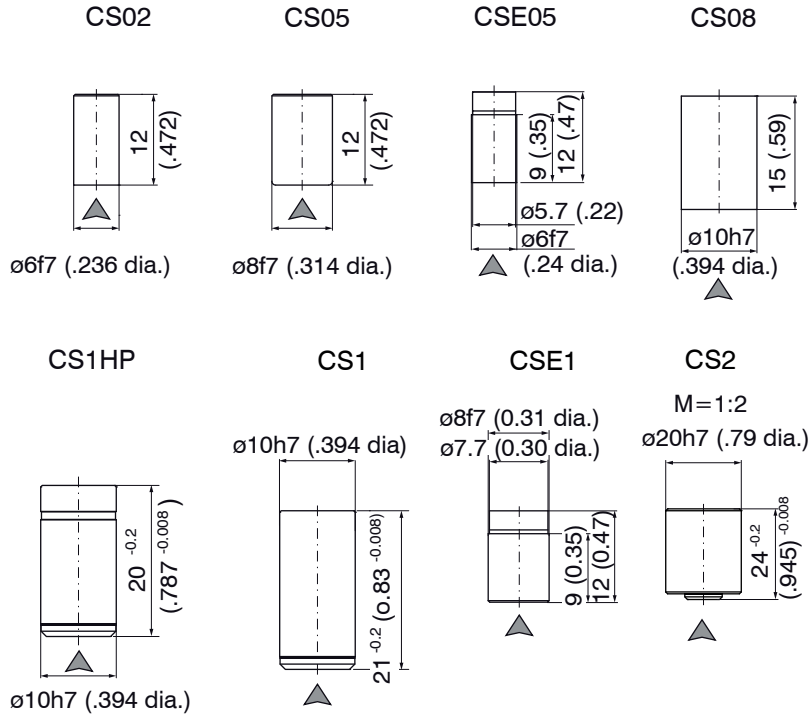 CS02
CS05
CSE05
CS08
12
(.472)
ø6f7 (.236 dia.)
12
(.472)
ø8f7 (.314 dia.)
9 (.35)
12 (.47)
ø5.7 (.22)
ø6f7
(.24 dia.)
15 (.59)
ø10h7
(.394 dia.)
CS1HP
CS1
CSE1
CS2
20 -0.2
(.787 -0.008)
ø10h7 (.394 dia.)
ø10h7 (.394 dia)
21 -0.2 (o.83 -0.008)
ø8f7 (0.31 dia.)
ø7.7 (0.30 dia.)
9 (0.35)
12 (0.47)
M=1:2
ø20h7 (.79 dia.)
24 -0.2
(.945) -0.008